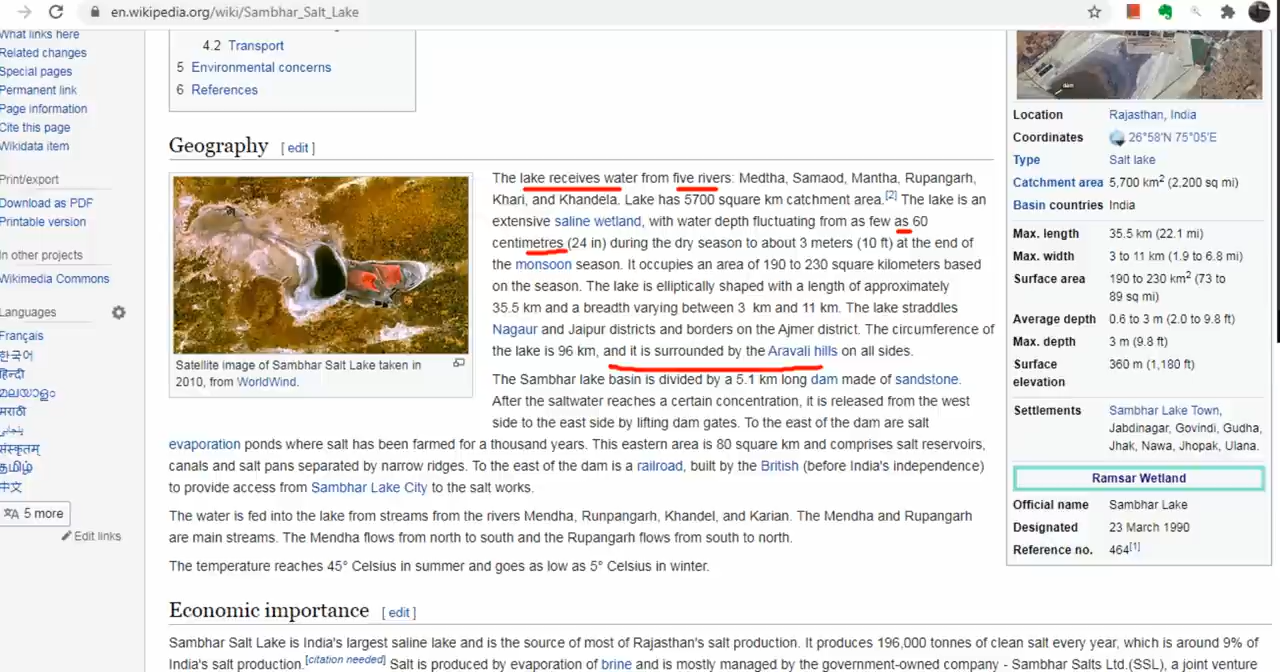 en.wikipedia.org/wiki/Sambhar_Salt_Lake
What links here
Related changes
Special pages
Permanent link
Page information
Cite this page
Wikidata item
Print/export
Download as PDF
Printable version
In other projects
Wikimedia Commons
Languages
Français
한국어
हिन्दी
മലയാളം
मराठी
پنجابی
संस्कृतम्
தமிழ்
中文
5 more
Edit links
4.2 Transport
5 Environmental concerns
6 References
Geography [ edit ]
Satellite image of Sambhar Salt Lake taken in
2010, from WorldWind.
The lake receives water from five rivers: Medtha, Samaod, Mantha, Rupangarh,
Khari, and Khandela. Lake has 5700 square km catchment area.[2] The lake is an
extensive saline wetland, with water depth fluctuating from as few as 60
centimetres (24 in) during the dry season to about 3 meters (10 ft) at the end of
the monsoon season. It occupies an area of 190 to 230 square kilometers based
on the season. The lake is elliptically shaped with a length of approximately
35.5 km and a breadth varying between 3 km and 11 km. The lake straddles
Nagaur and Jaipur districts and borders on the Ajmer district. The circumference of
the lake is 96 km, and it is surrounded by the Aravali hills on all sides.
The Sambhar lake basin is divided by a 5.1 km long dam made of sandstone.
After the saltwater reaches a certain concentration, it is released from the west
side to the east side by lifting dam gates. To the east of the dam are salt
evaporation ponds where salt has been farmed for a thousand years. This eastern area is 80 square km and comprises salt reservoirs,
canals and salt pans separated by narrow ridges. To the east of the dam is a railroad, built by the British (before India's independence)
to provide access from Sambhar Lake City to the salt works.
The water is fed into the lake from streams from the rivers Mendha, Runpangarh, Khandel, and Karian. The Mendha and Rupangarh
are main streams. The Mendha flows from north to south and the Rupangarh flows from south to north.
The temperature reaches 45° Celsius in summer and goes as low as 5° Celsius in winter.
Economic importance [ edit ]
Sambhar Salt Lake is India's largest saline lake and is the source of most of Rajasthan's salt production. It produces 196,000 tonnes of clean salt every year, which is around 9% of
India's salt production.[citation needed] Salt is produced by evaporation of brine and is mostly managed by the government-owned company - Sambhar Salts Ltd.(SSL), a joint venture
dam
Location Rajasthan, India
Coordinates 26°58′N 75°05′E
Type Salt lake
Catchment area 5,700 km2 (2,200 sq mi)
Basin countries India
Max. length 35.5 km (22.1 mi)
Max. width 3 to 11 km (1.9 to 6.8 mi)
Surface area 190 to 230 km2 (73 to
89 sq mi)
Average depth 0.6 to 3 m (2.0 to 9.8 ft)
Max. depth 3 m (9.8 ft)
Surface 360 m (1,180 ft)
elevation
Settlements Sambhar Lake Town,
Jabdinagar, Govindi, Gudha,
Jhak, Nawa, Jhopak, Ulana.
Ramsar Wetland
Official name Sambhar Lake
Designated 23 March 1990
Reference no. 464[1]